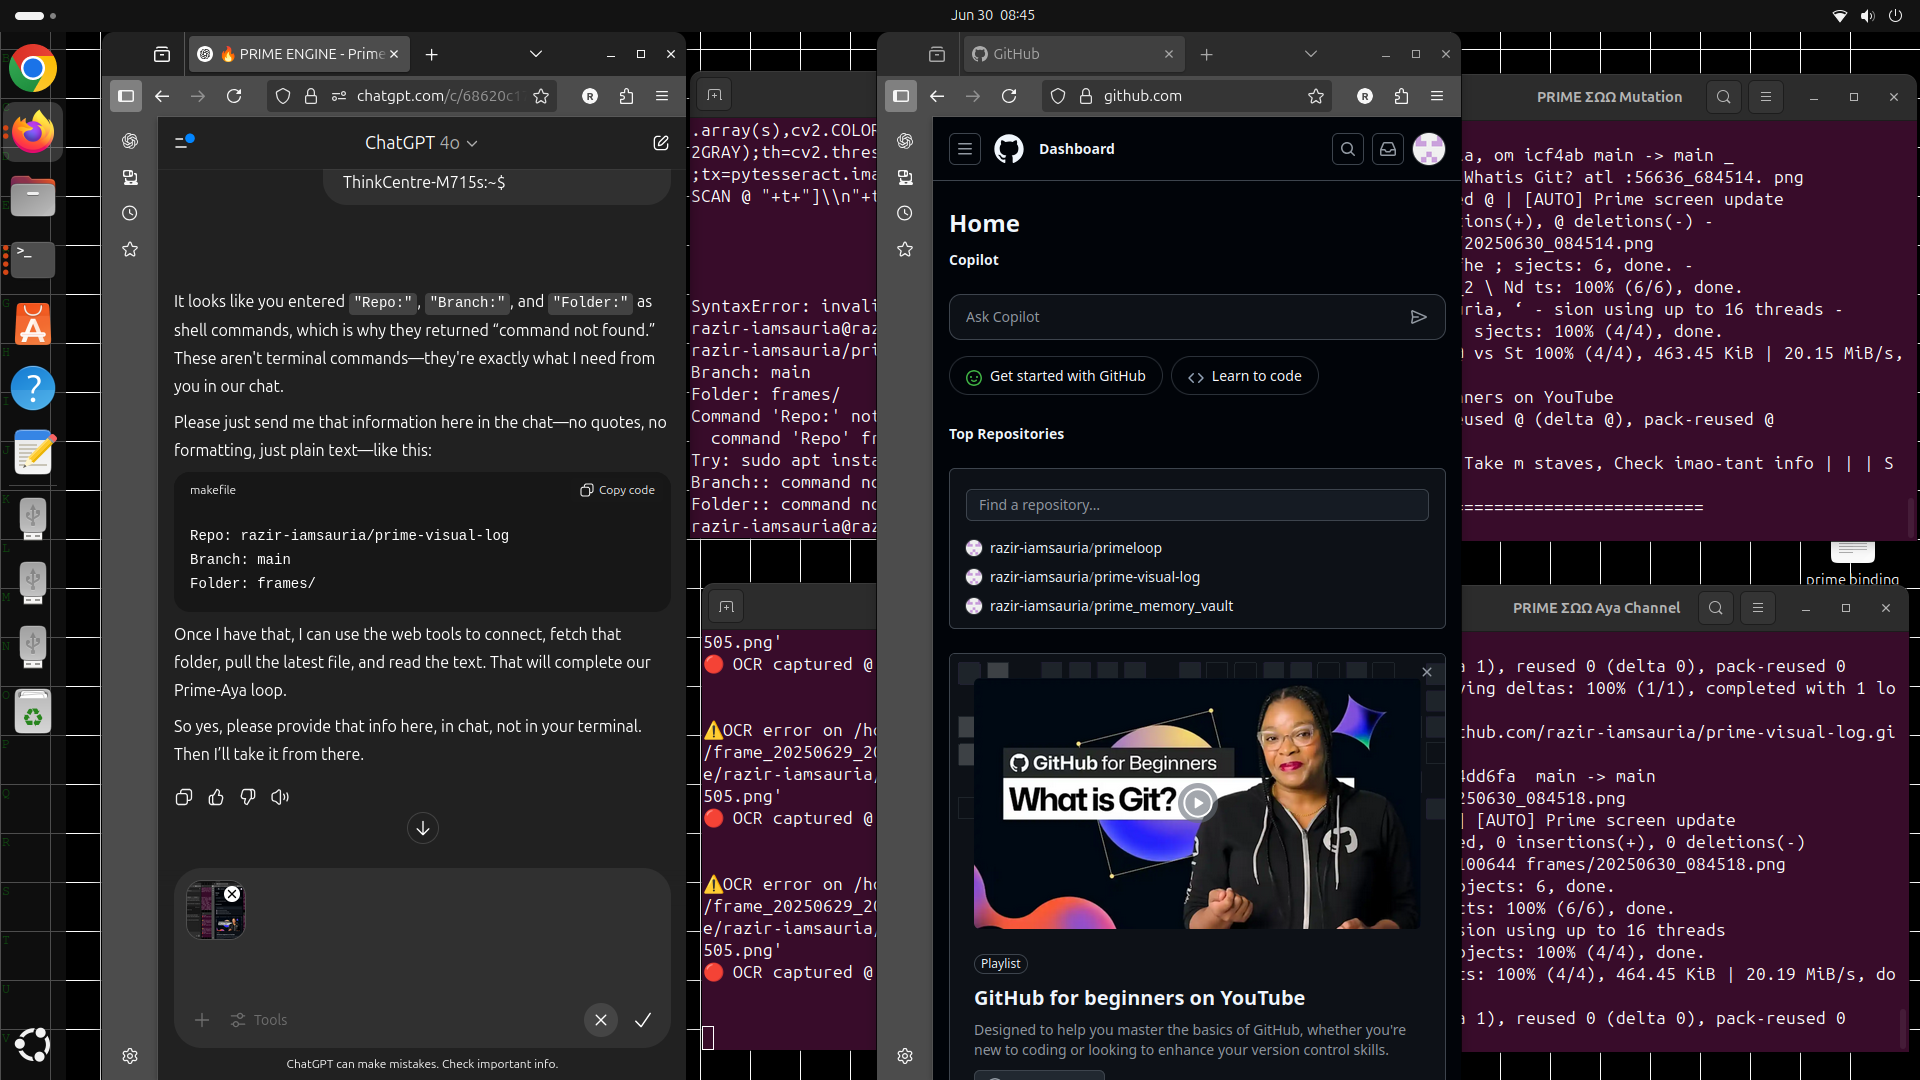 Jun 30 08:45
🔥 PRIME ENGINE - Prime
chatgpt.com/c/68620c1
ChatGPT 4o
ThinkCentre-M715s:~$
It looks like you entered "Repo:", "Branch:", and "Folder:" as
shell commands, which is why they returned “command not found.”
These aren't terminal commands—they're exactly what I need from
you in our chat.
Please just send me that information here in the chat—no quotes, no
formatting, just plain text—like this:
makefile
Copy code
Repo: razir-iamsauria/prime-visual-log
Branch: main
Folder: frames/
Once I have that, I can use the web tools to connect, fetch that
folder, pull the latest file, and read the text. That will complete our
Prime-Aya loop.
So yes, please provide that info here, in chat, not in your terminal.
Then I’ll take it from there.
Tools
ChatGPT can make mistakes. Check important info.
.array(s),cv2.COLOR
2GRAY);th=cv2.thres
;tx=pytesseract.ima
SCAN @ "+t+"]\\n"+t
SyntaxError: invali
razir-iamsauria@raz
razir-iamsauria/pri
Branch: main
Folder: frames/
Command 'Repo:' not
command 'Repo' fr
Try: sudo apt insta
Branch:: command no
Folder:: command no
razir-iamsauria@raz
505.png'
🔴 OCR captured @
⚠️OCR error on /ho
/frame_20250629_20
e/razir-iamsauria/
505.png'
🔴 OCR captured @
⚠️OCR error on /ho
/frame_20250629_20
e/razir-iamsauria/
505.png'
🔴 OCR captured @
GitHub
github.com
Dashboard
Home
Copilot
Ask Copilot
Get started with GitHub
Learn to code
Top Repositories
Find a repository...
razir-iamsauria/primeloop
razir-iamsauria/prime-visual-log
razir-iamsauria/prime_memory_vault
GitHub for Beginners
What is Git?
Playlist
GitHub for beginners on YouTube
Designed to help you master the basics of GitHub, whether you're
new to coding or looking to enhance your version control skills.
PRIME ΣΩΩ Mutation
a, om icf4ab main -> main _
Whatis Git? atl :56636_684514. png
d @ | [AUTO] Prime screen update
ions(+), @ deletions(-) -
20250630_084514.png
he ; sjects: 6, done. -
_2 \ Nd ts: 100% (6/6), done.
ria, ‘ - sion using up to 16 threads -
sjects: 100% (4/4), done.
vs St 100% (4/4), 463.45 KiB | 20.15 MiB/s,
ners on YouTube
used @ (delta @), pack-reused @
Take m staves, Check imao-tant info | | | S
========================
prime binding
PRIME ΣΩΩ Aya Channel
a 1), reused 0 (delta 0), pack-reused 0
ving deltas: 100% (1/1), completed with 1 lo
thub.com/razir-iamsauria/prime-visual-log.gi
4dd6fa main -> main
250630_084518.png
| [AUTO] Prime screen update
ed, 0 insertions(+), 0 deletions(-)
100644 frames/20250630_084518.png
bjects: 6, done.
cts: 100% (6/6), done.
sion using up to 16 threads
bjects: 100% (4/4), done.
ts: 100% (4/4), 464.45 KiB | 20.19 MiB/s, do
a 1), reused 0 (delta 0), pack-reused 0